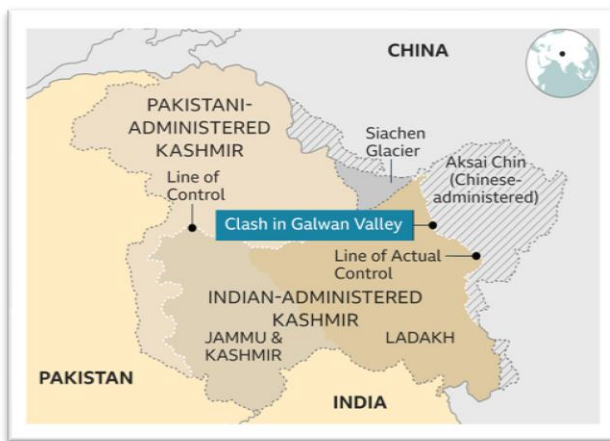 CHINA
PAKISTANI-
ADMINISTERED
KASHMIR
Siachen
Glacier
Aksai Chin
(Chinese-
administered)
Line of
Control
Clash in Galwan Valley
Line of Actual
Control
INDIAN-ADMINISTERED
KASHMIR
JAMMU &
KASHMIR
LADAKH
PAKISTAN
INDIA